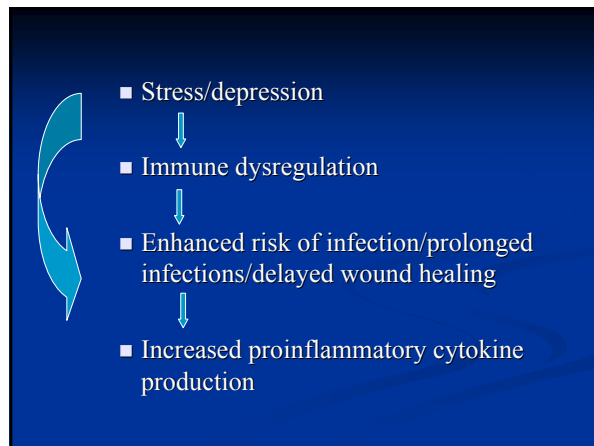 Stress/depression
Immune dysregulation
Enhanced risk of infection/prolonged
infections/delayed wound healing
Increased proinflammatory cytokine
production